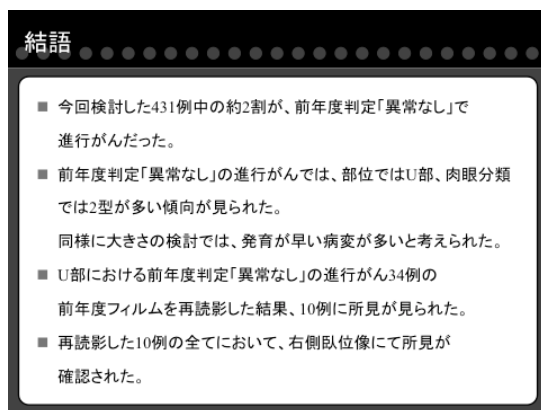 結語
■ 今回検討した431例中の約2割が、前年度判定「異常なし」で
進行がんだった。
■ 前年度判定「異常なし」の進行がんでは、部位ではU部、肉眼分類
では2型が多い傾向が見られた。
同様に大きさの検討では、発育が早い病変が多いと考えられた。
■ U部における前年度判定「異常なし」の進行がん34例の
前年度フィルムを再読影した結果、10例に所見が見られた。
■ 再読影した10例の全てにおいて、右側臥位像にて所見が
確認された。